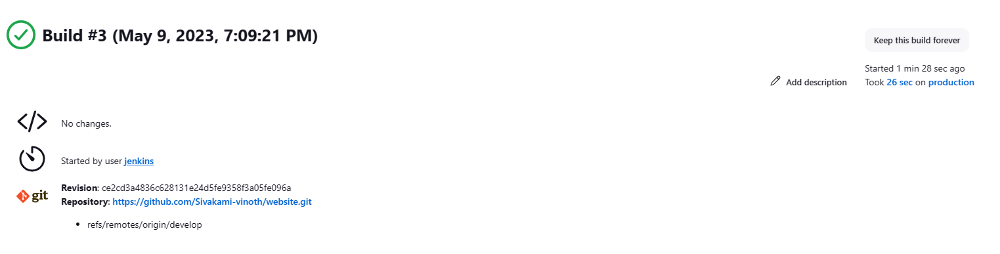 Build #3 (May 9, 2023, 7:09:21 PM)
Keep this build forever
Started 1 min 28 sec ago
Add description
Took 26 sec on production
</>
No changes.
Started by user jenkins
git
Revision: ce2cd3a4836c628131e24d5fe9358f3a05fe096a
Repository: https://github.com/Sivakami-vinoth/website.git
• refs/remotes/origin/develop